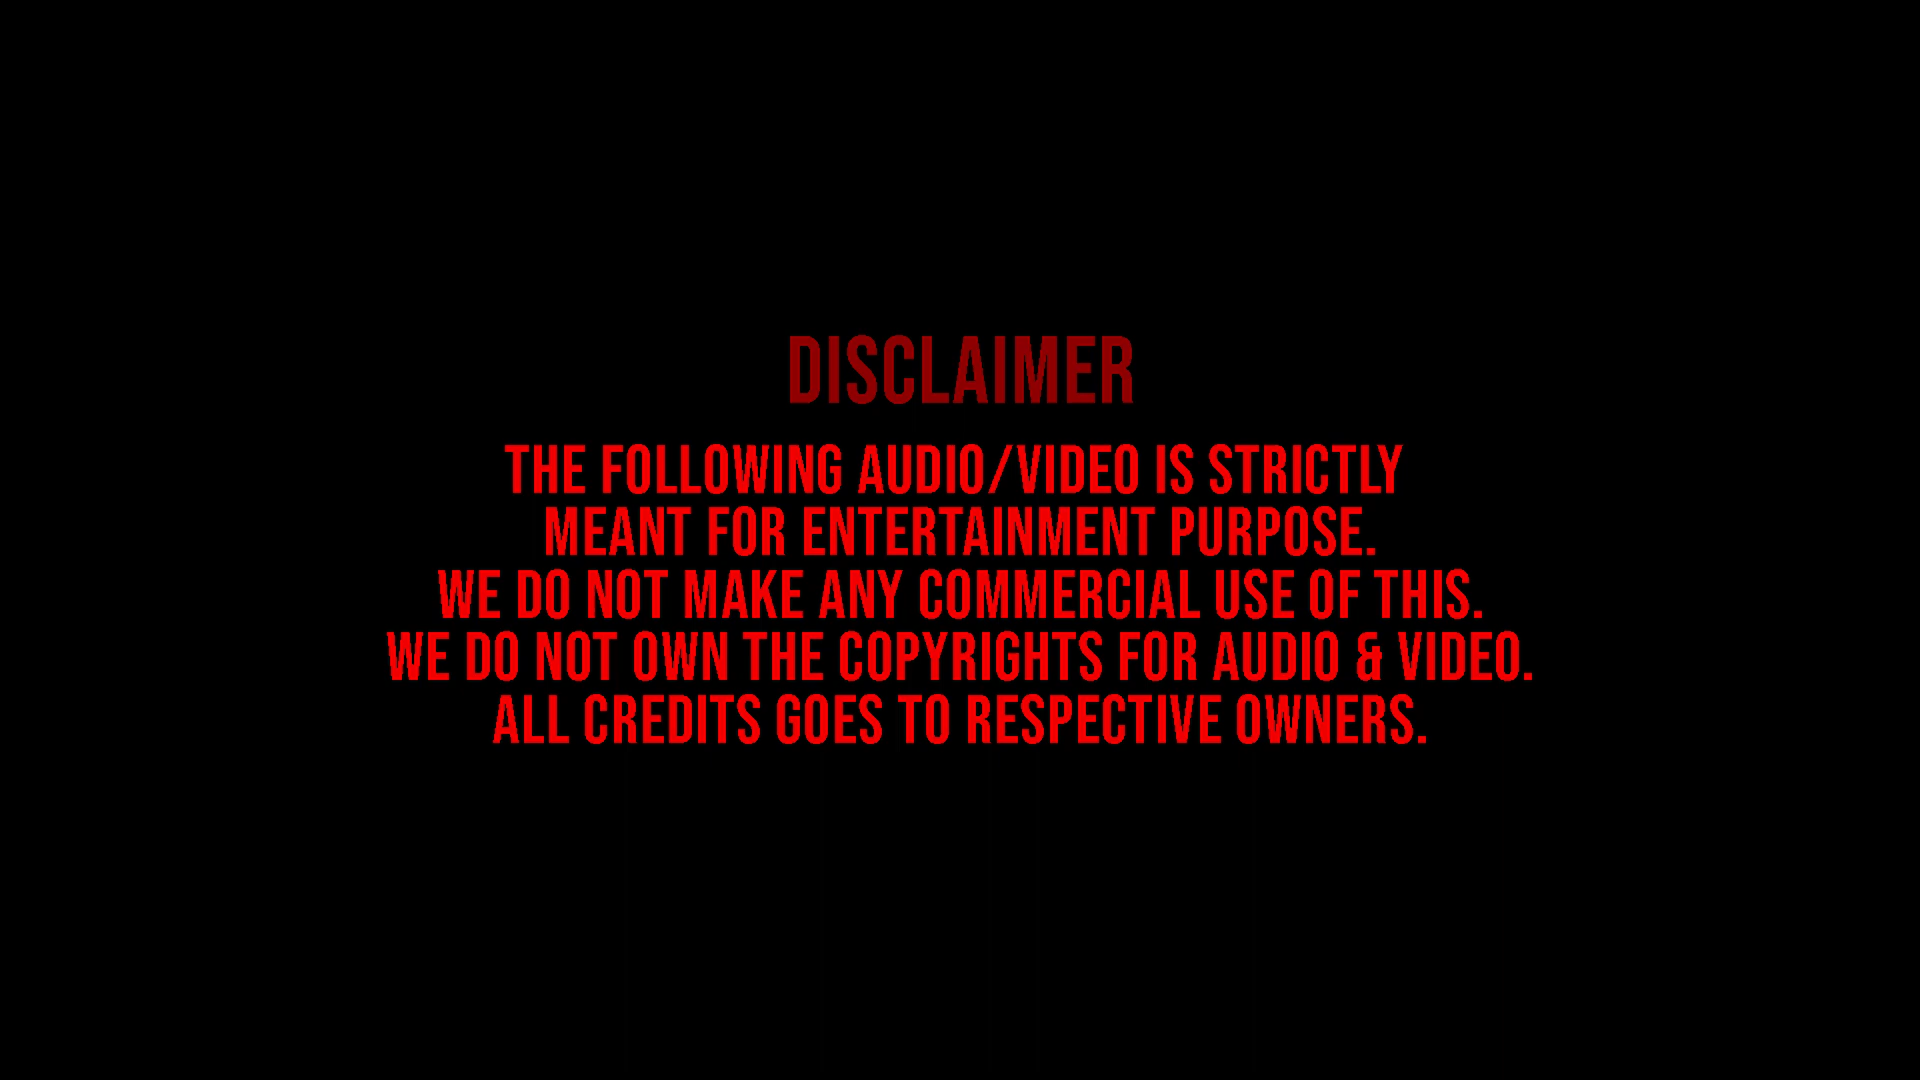 DISCLAIMER
THE FOLLOWING AUDIO/VIDEO IS STRICTLY
MEANT FOR ENTERTAINMENT PURPOSE.
WE DO NOT MAKE ANY COMMERCIAL USE OF THIS.
WE DO NOT OWN THE COPYRIGHTS FOR AUDIO & VIDEO.
ALL CREDITS GOES TO RESPECTIVE OWNERS.